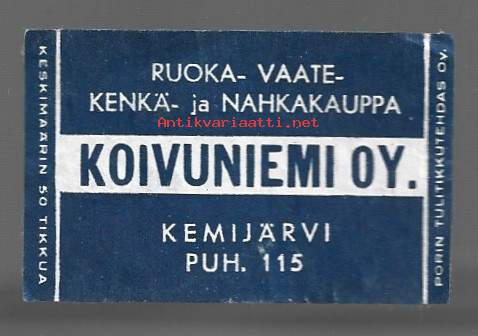 KESKIMÄÄRIN 50 TIKKUA
RUOKA- VAATE-
KENKÄ- ja NAHKAKAUPPA
Antikvariaatti.net
KOIVUNIEMI OY.
KEMIJÄRVI
PUH. 115
PORIN TULITIKKUTEHDAS OY.